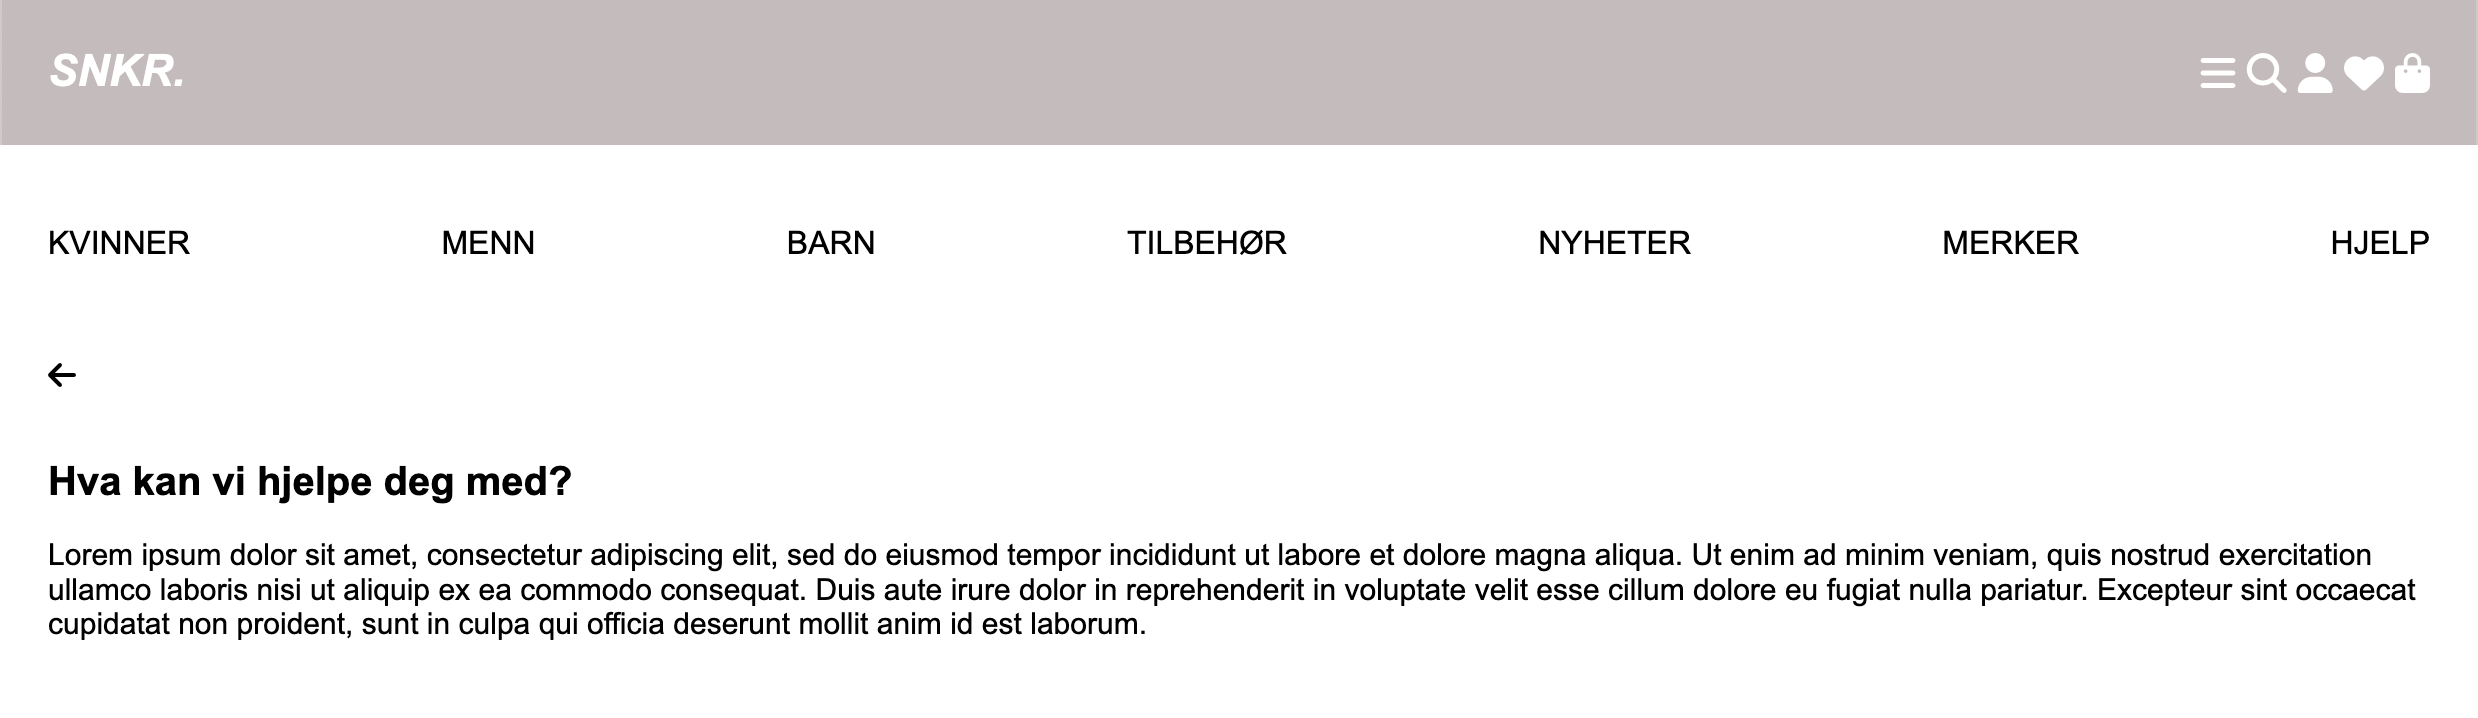 SNKR.
KVINNER MENN BARN TILBEHØR NYHETER MERKER HJELP
Hva kan vi hjelpe deg med?
Lorem ipsum dolor sit amet, consectetur adipiscing elit, sed do eiusmod tempor incididunt ut labore et dolore magna aliqua. Ut enim ad minim veniam, quis nostrud exercitation
ullamco laboris nisi ut aliquip ex ea commodo consequat. Duis aute irure dolor in reprehenderit in voluptate velit esse cillum dolore eu fugiat nulla pariatur. Excepteur sint occaecat
cupidatat non proident, sunt in culpa qui officia deserunt mollit anim id est laborum.